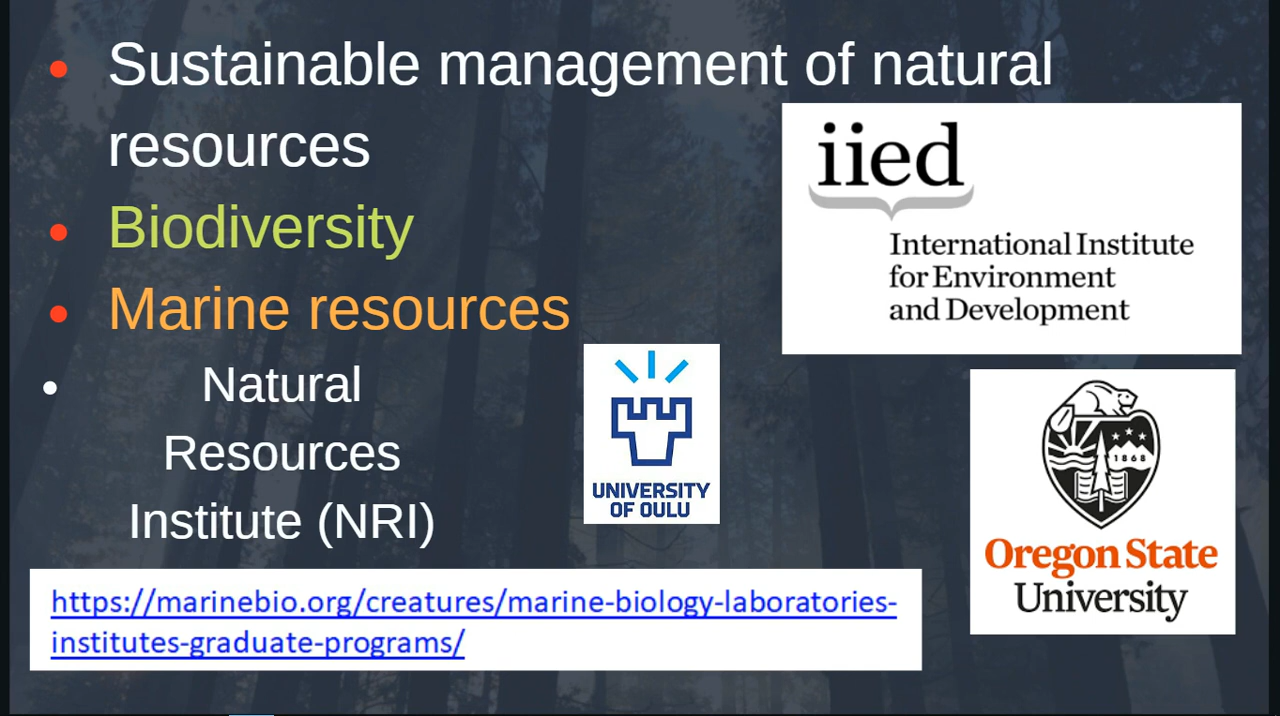 Sustainable management of natural
resources
Biodiversity
Marine resources
Natural
Resources
Institute (NRI)
iied
International Institute
for Environment
and Development
UNIVERSITY
OF OULU
1868
Oregon State
University
https://marinebio.org/creatures/marine-biology-laboratories-
institutes-graduate-programs/